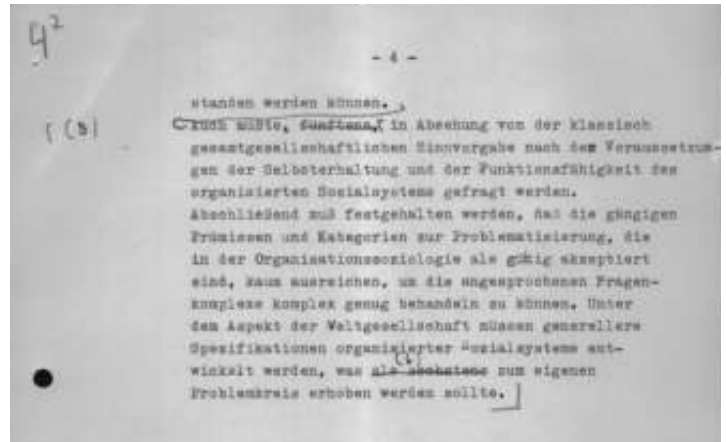 4²
- 4 -
standen werden können.
( (5)
Auch müßte, fünftens, in Absehung von der klassisch
gesamtgesellschaftlichen Sinnvorgabe nach den Voraussetzun-
gen der Selbsterhaltung und der Funktionsfähigkeit des
organisierten Sozialsystems gefragt werden.
Abschließend muß festgehalten werden, daß die gängigen
Prämissen und Kategorien zur Problematisierung, die
in der Organisationssoziologie als gültig akzeptiert
sind, kaum ausreichen, um die angesprochenen Fragen-
komplexe komplex genug behandeln zu können. Unter
dem Aspekt der Weltgesellschaft müssen generellere
Spezifikationen organisierter Sozialsysteme ent-
(6)
wickelt werden, was als sechstens zum eigenen
Problemkreis erhoben werden sollte.